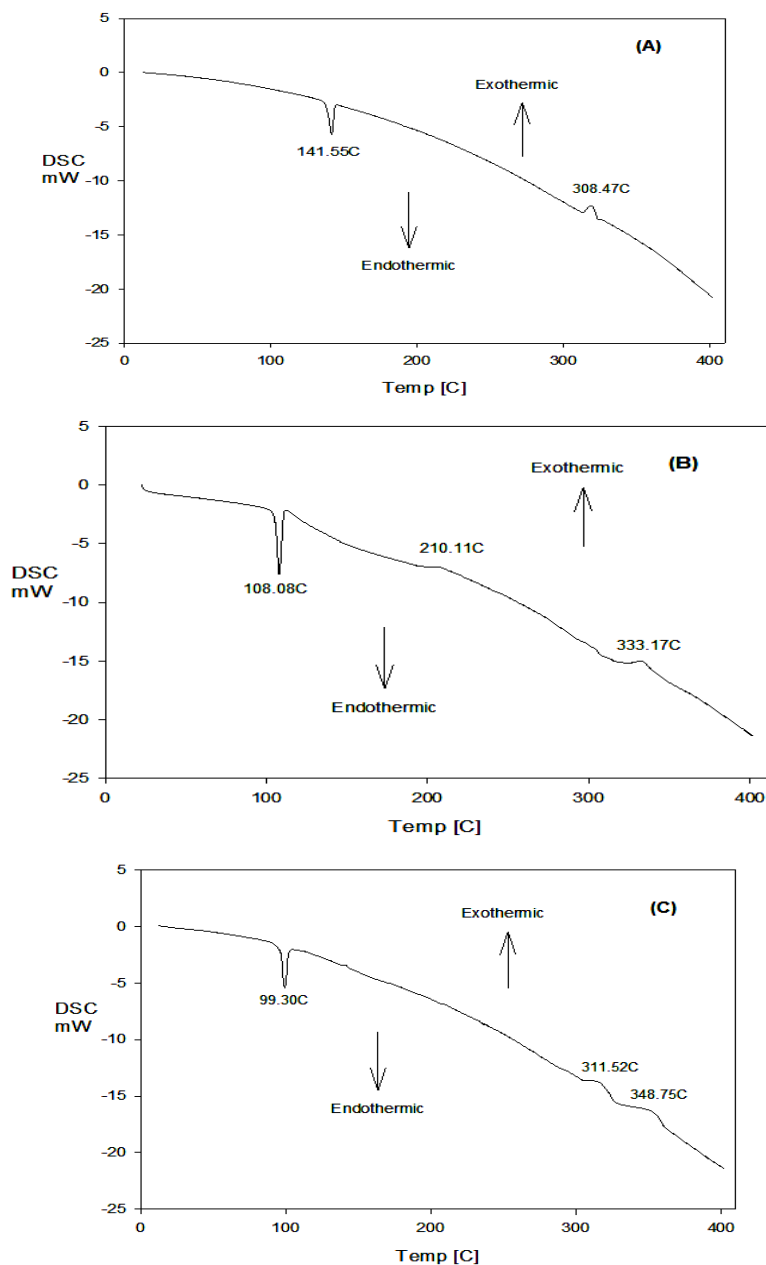 5
(A)
0
Exothermic
-5
141.55C
DSC
mW
-10
308.47C
-15
Endothermic
-20
-25
0 100 200 300 400
Temp [C]
5
(B)
Exothermic
0
-5
210.11C
DSC
mW
108.08C
-10
-15
333.17C
Endothermic
-20
-25
0 100 200 300 400
Temp [C]
5
(C)
Exothermic
0
-5
99.30C
DSC
mW
-10
311.52C
-15
348.75C
Endothermic
-20
-25
0 100 200 300 400
Temp [C]